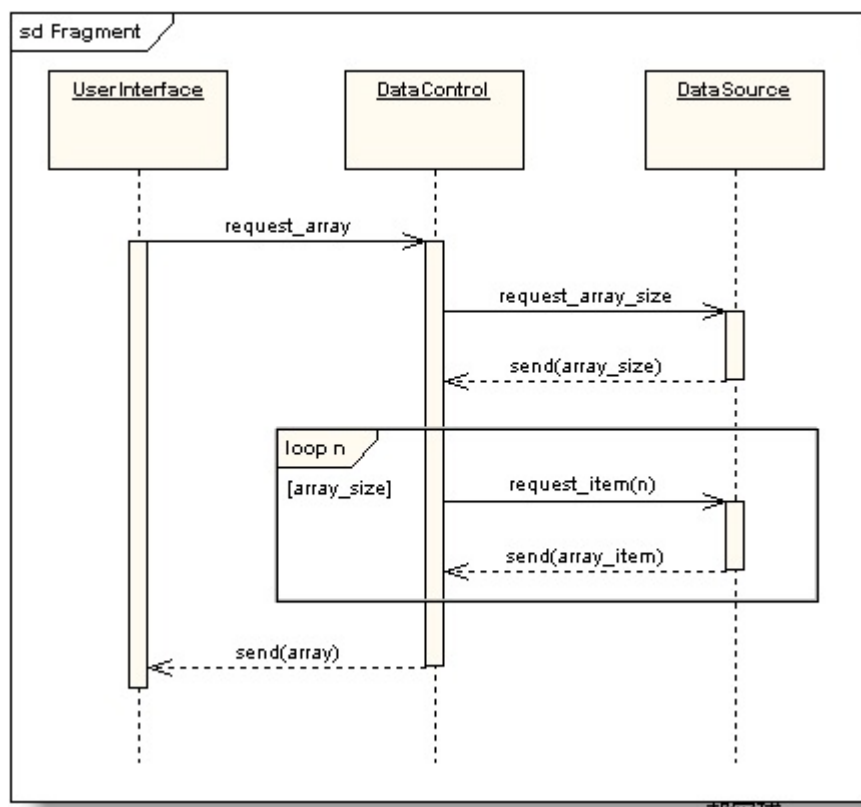 sd Fragment
UserInterface
DataControl
DataSource
request_array
request_array_size
send(array_size)
loop n
[array_size]
request_item(n)
send(array_item)
send(array)